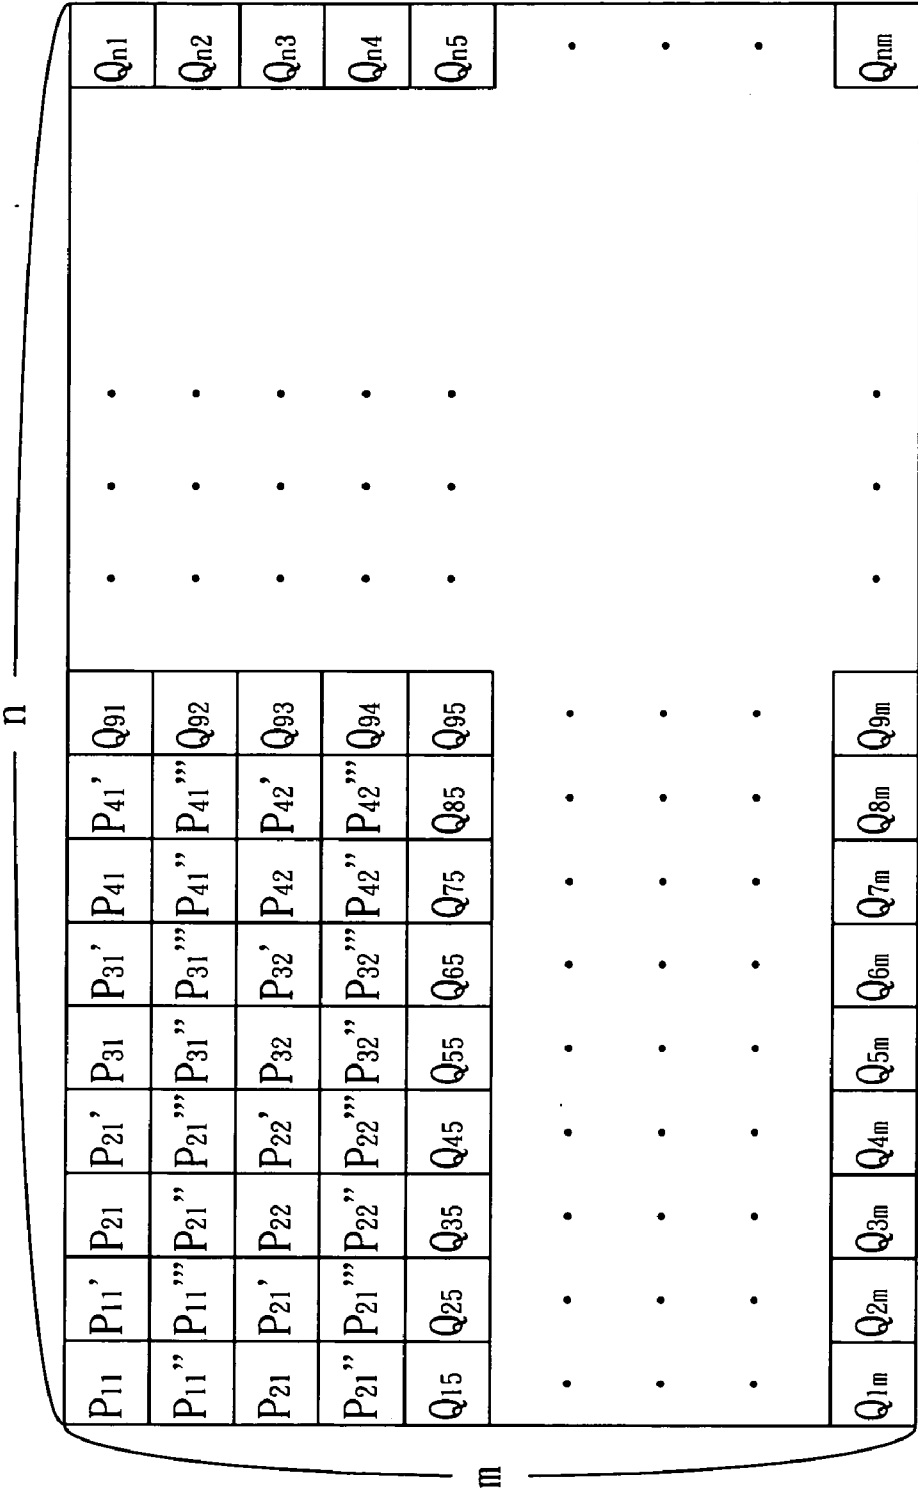 n
P11 P11' P21 P21' P31 P31' P41 P41' Q91 . . . Qn1
P11'' P11''' P21'' P21''' P31'' P31''' P41'' P41''' Q92 . . . Qn2
P21 P21' P22 P22' P32 P32' P42 P42' Q93 . . . Qn3
P21'' P21''' P22'' P22''' P32'' P32''' P42'' P42''' Q94 . . . Qn4
Q15 Q25 Q35 Q45 Q55 Q65 Q75 Q85 Q95 . . . Qn5
m
. . . . . . . . . .
. . . . . . . . . .
. . . . . . . . . .
Q1m Q2m Q3m Q4m Q5m Q6m Q7m Q8m Q9m . . . Qnm